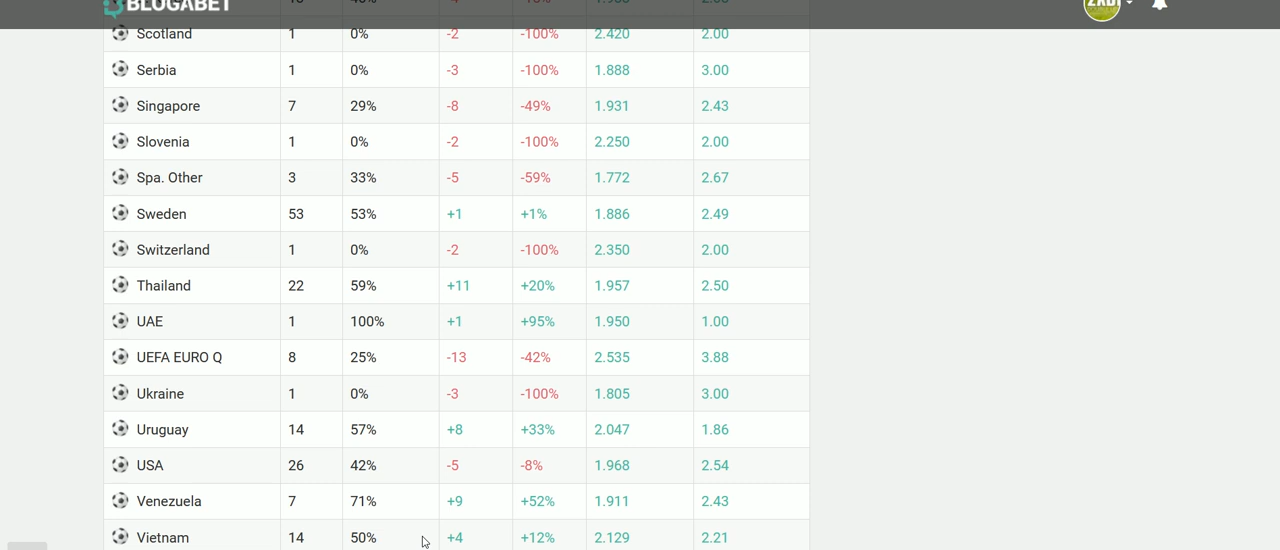 BLOGABET
Scotland 1 0% -2 -100% 2.420 2.00
Serbia 1 0% -3 -100% 1.888 3.00
Singapore 7 29% -8 -49% 1.931 2.43
Slovenia 1 0% -2 -100% 2.250 2.00
Spa. Other 3 33% -5 -59% 1.772 2.67
Sweden 53 53% +1 +1% 1.886 2.49
Switzerland 1 0% -2 -100% 2.350 2.00
Thailand 22 59% +11 +20% 1.957 2.50
UAE 1 100% +1 +95% 1.950 1.00
UEFA EURO Q 8 25% -13 -42% 2.535 3.88
Ukraine 1 0% -3 -100% 1.805 3.00
Uruguay 14 57% +8 +33% 2.047 1.86
USA 26 42% -5 -8% 1.968 2.54
Venezuela 7 71% +9 +52% 1.911 2.43
Vietnam 14 50% +4 +12% 2.129 2.21